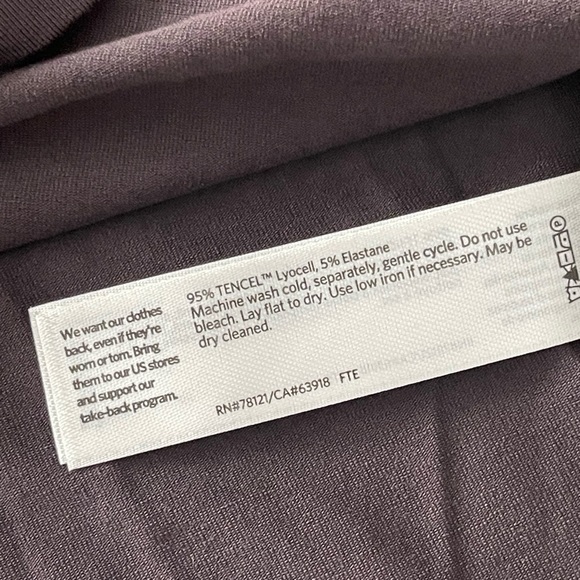 We want our clothes
back, even if they're
worn or torn. Bring
them to our US stores
and support our
take-back program.
95% TENCEL™ Lyocell, 5% Elastane
Machine wash cold, separately, gentle cycle. Do not use
bleach. Lay flat to dry. Use low iron if necessary. May be
dry cleaned.
RN#78121/CA#63918 FTE
P